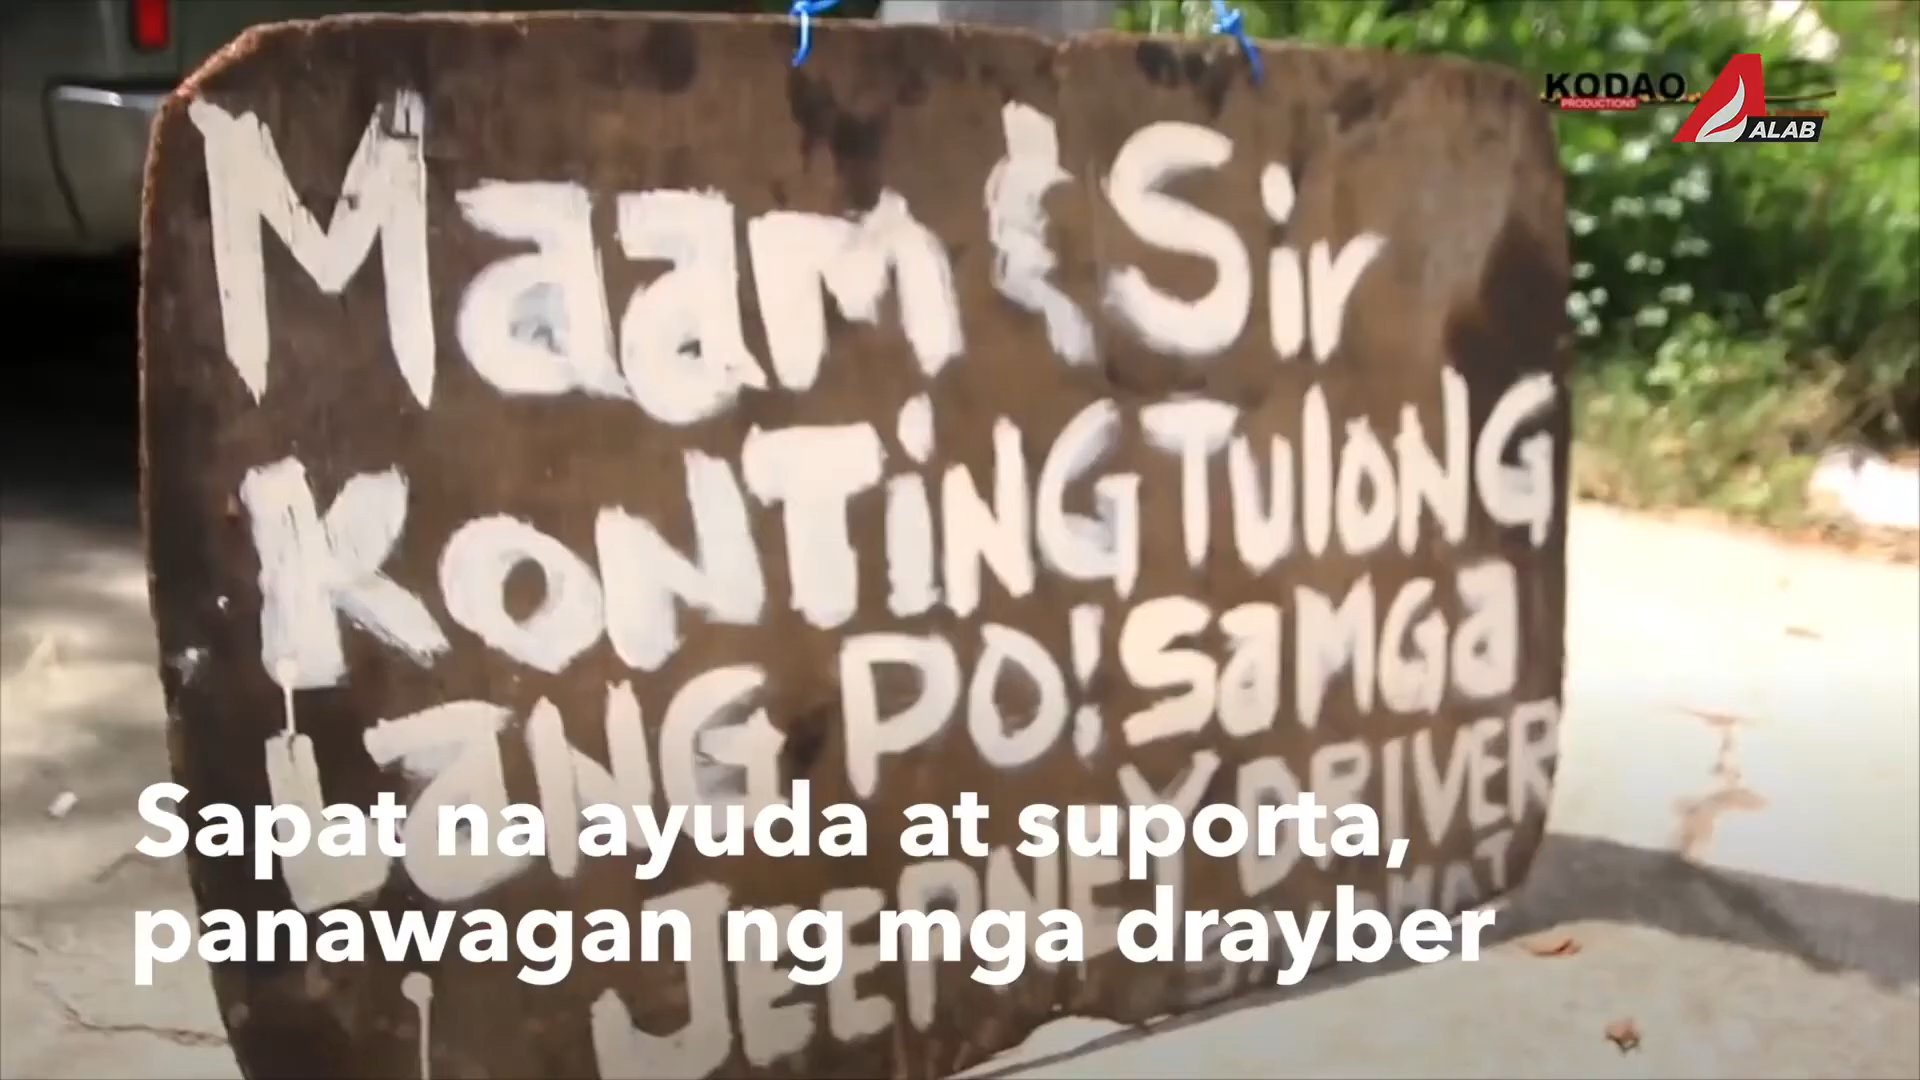 KODAO
PRODUCTIONS
ALAB
Maam & Sir
KONTING TULONG
LANG PO! SA MGA
JEEPNEY DRIVER
Sapat na ayuda at suporta,
panawagan ng mga drayber